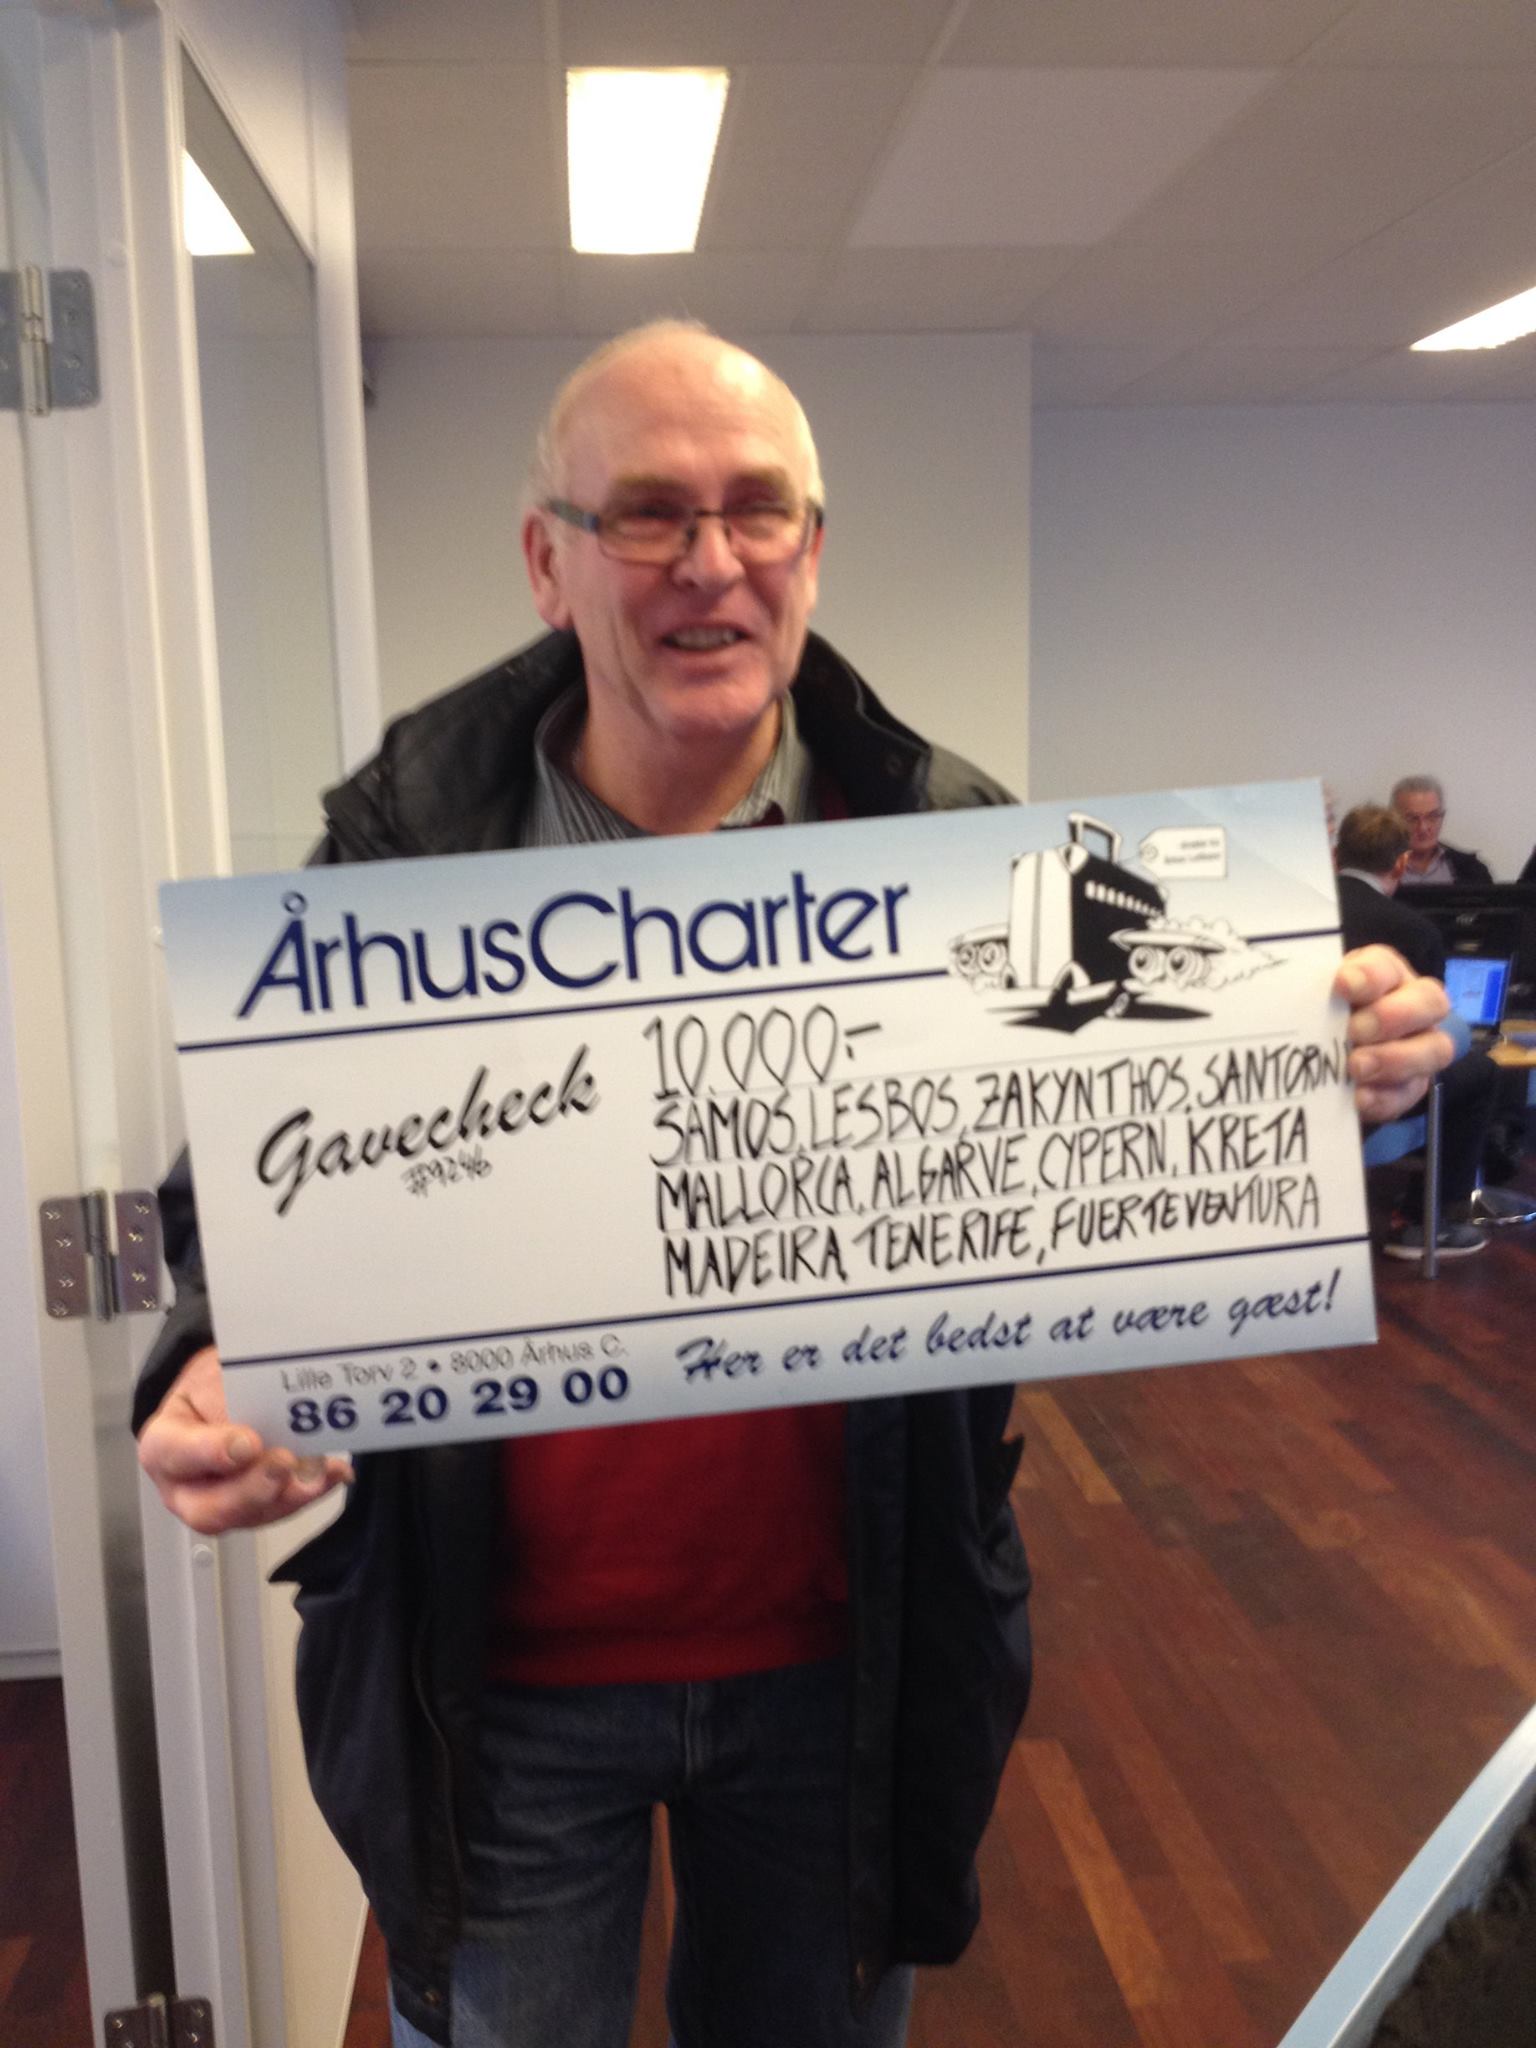 ÅrhusCharter
Gavecheck
#9246
10.000,-
SAMOS, LESBOS, ZAKYNTHOS, SANTORINI
MALLORCA, ALGARVE, CYPERN, KRETA
MADEIRA, TENERIFE, FUERTEVENTURA
Lille Torv 2 • 8000 Århus C.
86 20 29 00
Her er det bedst at være gæst!